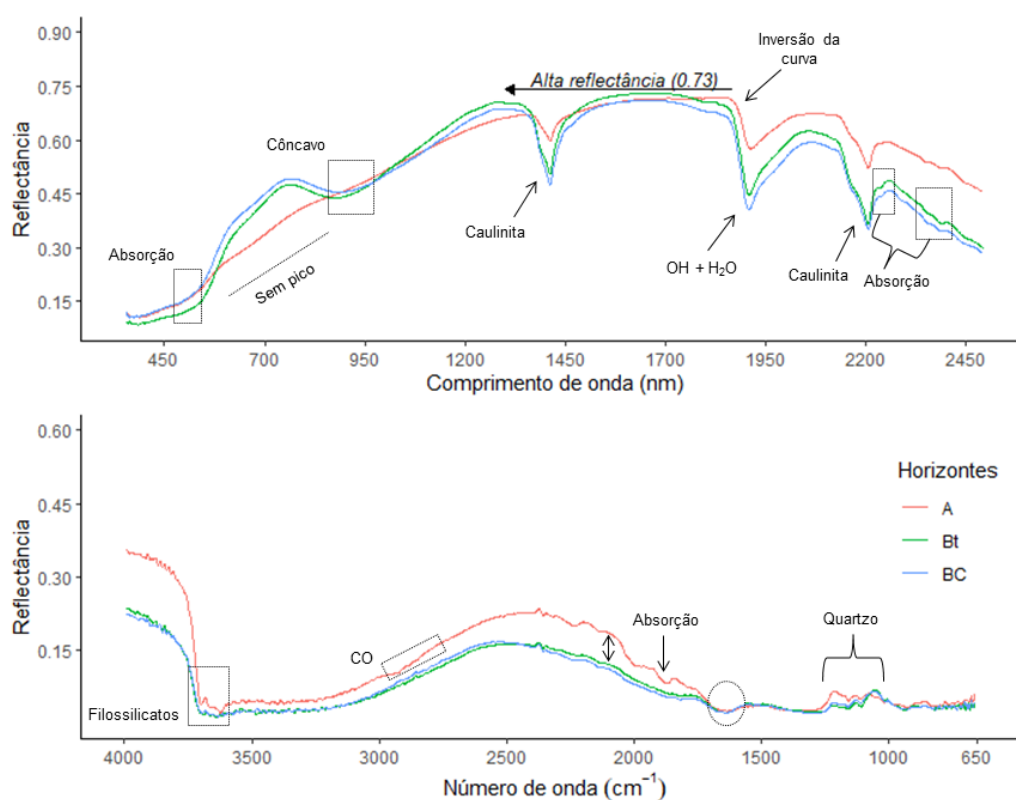 0.90
0.75
0.60
0.45
0.30
0.15
Reflectância
Inversão da
curva
Alta reflectância (0.73)
Côncavo
Absorção
Sem pico
Caulinita
OH + H2O
Caulinita
Absorção
450 700 950 1200 1450 1700 1950 2200 2450
Comprimento de onda (nm)
0.60
0.45
0.30
0.15
0.00
Reflectância
Horizontes
A
Bt
BC
Quartzo
Absorção
CO
Filossilicatos
4000 3500 3000 2500 2000 1500 1000 650
Número de onda (cm⁻¹)